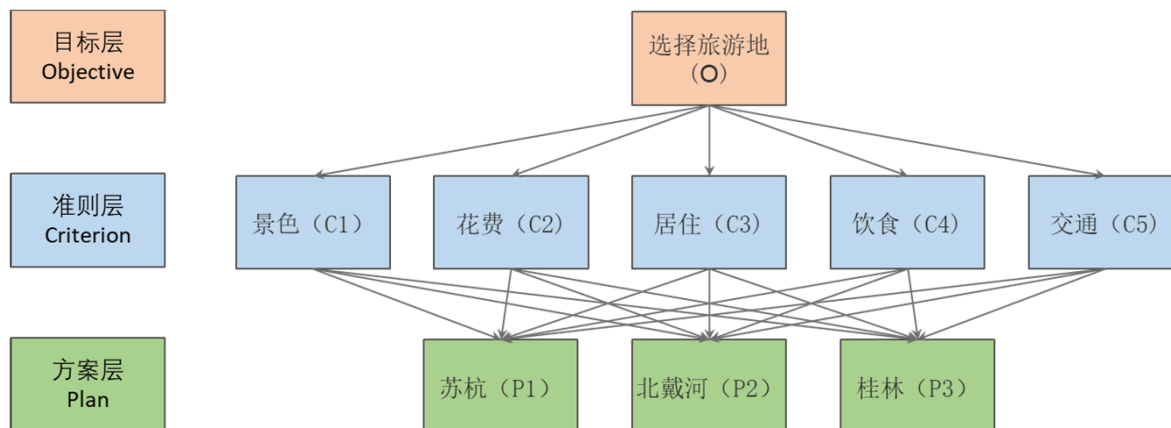 目标层
Objective
选择旅游地
（O）
准则层
Criterion
景色（C1）
花费（C2）
居住（C3）
饮食（C4）
交通（C5）
方案层
Plan
苏杭（P1）
北戴河（P2）
桂林（P3）